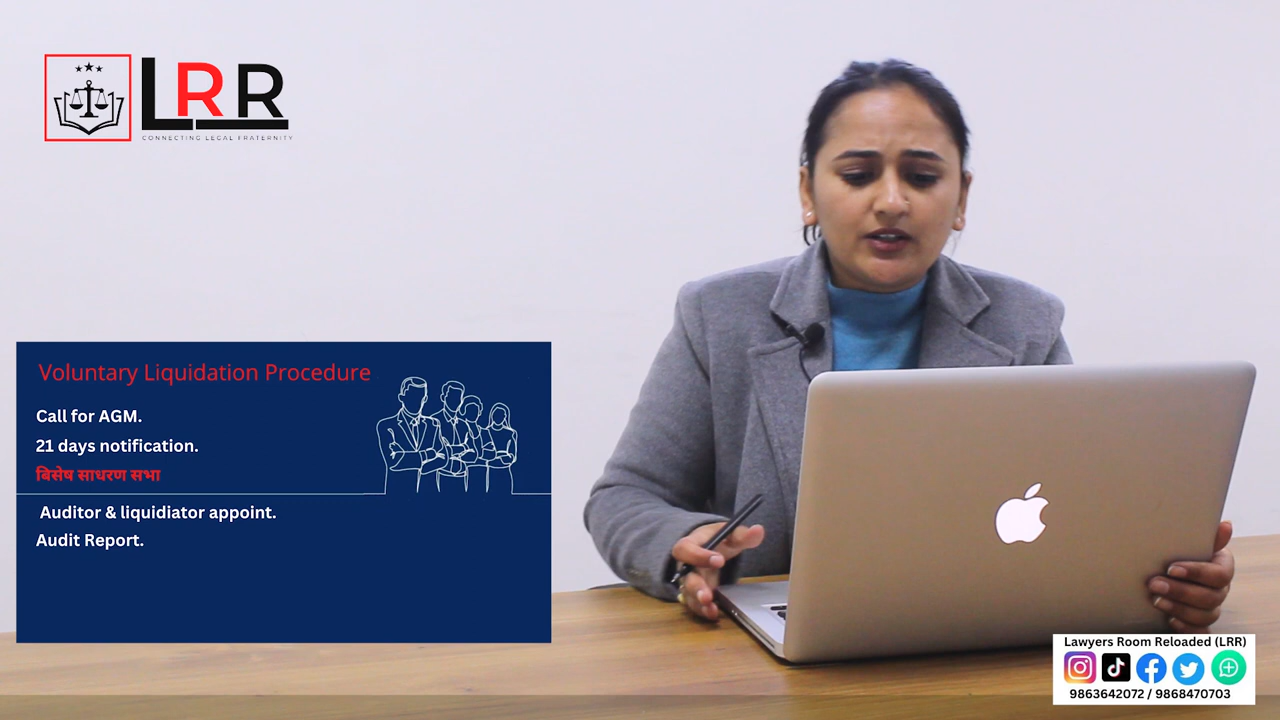 LRR
CONNECTING LEGAL FRATERNITY
Voluntary Liquidation Procedure
Call for AGM.
21 days notification.
बिसेष साधरण सभा
Auditor & liquidiator appoint.
Audit Report.
Lawyers Room Reloaded (LRR)
9863642072 / 9868470703